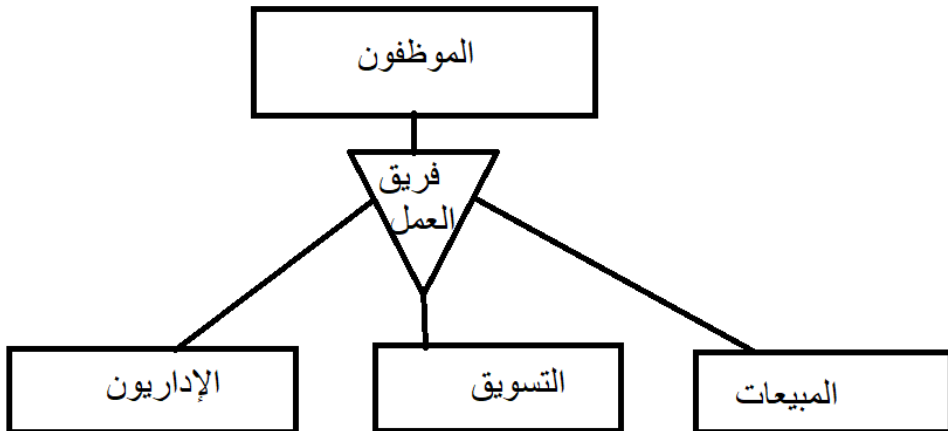 الموظفون
فريق
العمل
المبيعات
التسويق
الإداريون